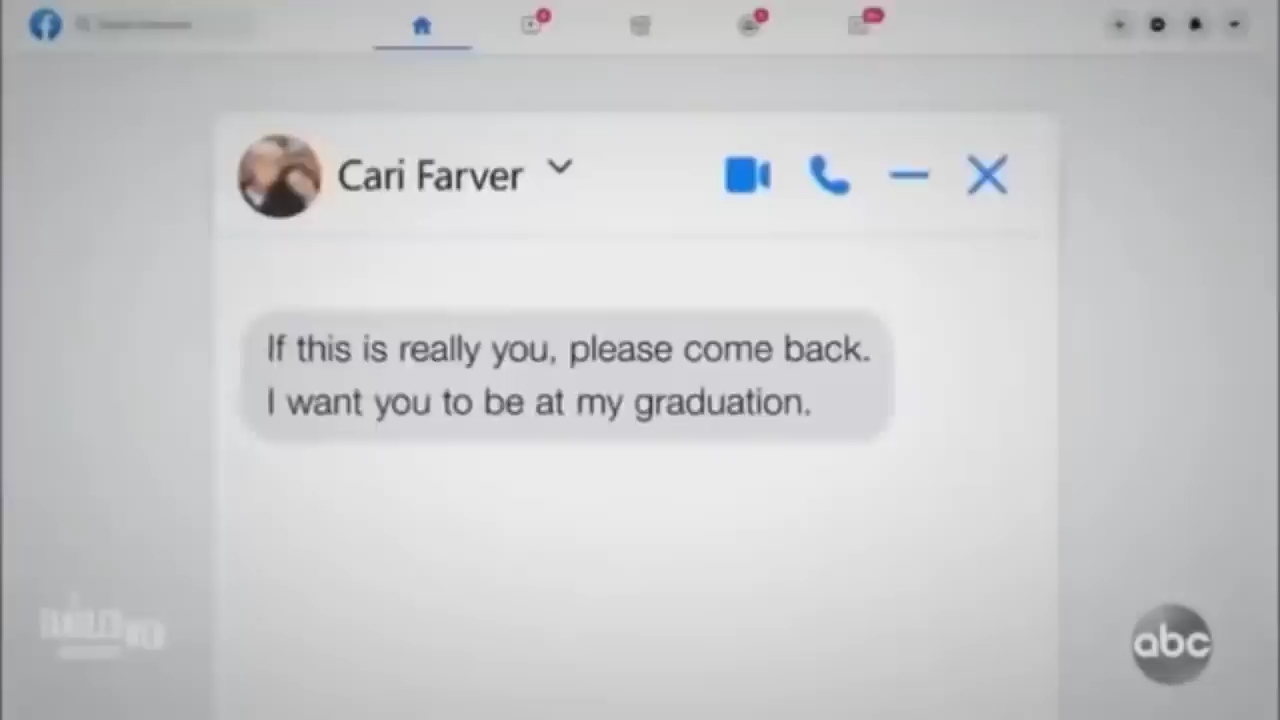 Cari Farver
If this is really you, please come back.
I want you to be at my graduation.
abc